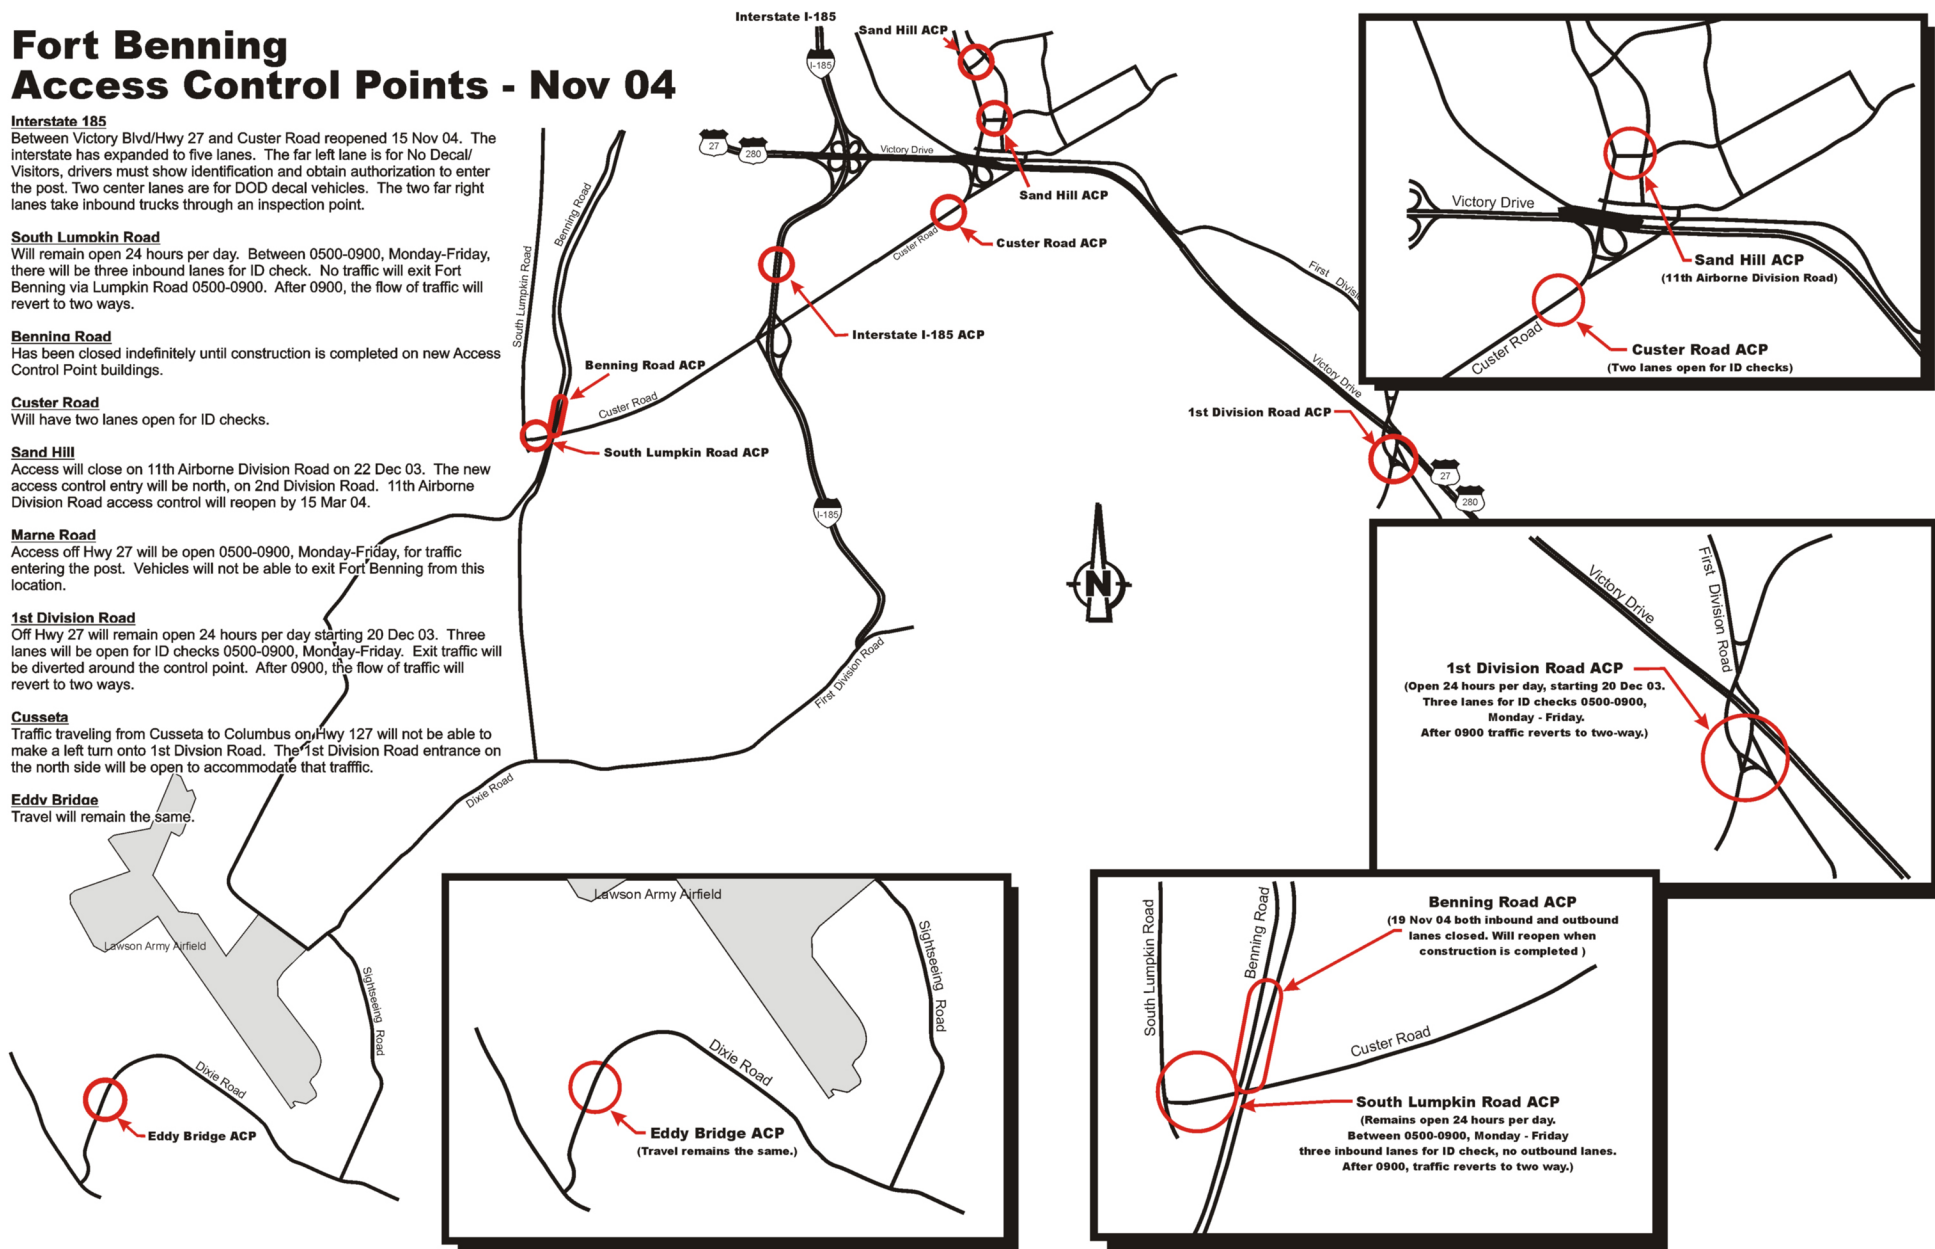 Fort Benning
Access Control Points - Nov 04
Interstate 185
Between Victory Blvd/Hwy 27 and Custer Road reopened 15 Nov 04. The
interstate has expanded to five lanes. The far left lane is for No Decal/
Visitors, drivers must show identification and obtain authorization to enter
the post. Two center lanes are for DOD decal vehicles. The two far right
lanes take inbound trucks through an inspection point.
South Lumpkin Road
Will remain open 24 hours per day. Between 0500-0900, Monday-Friday,
there will be three inbound lanes for ID check. No traffic will exit Fort
Benning via Lumpkin Road 0500-0900. After 0900, the flow of traffic will
revert to two ways.
Benning Road
Has been closed indefinitely until construction is completed on new Access
Control Point buildings.
Custer Road
Will have two lanes open for ID checks.
Sand Hill
Access will close on 11th Airborne Division Road on 22 Dec 03. The new
access control entry will be north, on 2nd Division Road. 11th Airborne
Division Road access control will reopen by 15 Mar 04.
Marne Road
Access off Hwy 27 will be open 0500-0900, Monday-Friday, for traffic
entering the post. Vehicles will not be able to exit Fort Benning from this
location.
1st Division Road
Off Hwy 27 will remain open 24 hours per day starting 20 Dec 03. Three
lanes will be open for ID checks 0500-0900, Monday-Friday. Exit traffic will
be diverted around the control point. After 0900, the flow of traffic will
revert to two ways.
Cusseta
Traffic traveling from Cusseta to Columbus on Hwy 127 will not be able to
make a left turn onto 1st Divsion Road. The 1st Division Road entrance on
the north side will be open to accommodate that trafffic.
Eddy Bridge
Travel will remain the same.
Interstate I-185
I-185
Sand Hill ACP
27
280
Victory Drive
Sand Hill ACP
Custer Road ACP
Custer Road
Interstate I-185 ACP
South Lumpkin Road
Benning Road
Benning Road ACP
Custer Road
South Lumpkin Road ACP
First Divisi
Victory Drive
1st Division Road ACP
27
280
I-185
N
First Division Road
Dixie Road
Lawson Army Airfield
Sightseeing Road
Dixie Road
Eddy Bridge ACP
Victory Drive
Sand Hill ACP
(11th Airborne Division Road)
Custer Road
Custer Road ACP
(Two lanes open for ID checks)
Victory Drive
First Division Road
1st Division Road ACP
(Open 24 hours per day, starting 20 Dec 03.
Three lanes for ID checks 0500-0900,
Monday - Friday.
After 0900 traffic reverts to two-way.)
Lawson Army Airfield
Sightseeing Road
Dixie Road
Eddy Bridge ACP
(Travel remains the same.)
South Lumpkin Road
Benning Road
Benning Road ACP
(19 Nov 04 both inbound and outbound
lanes closed. Will reopen when
construction is completed )
Custer Road
South Lumpkin Road ACP
(Remains open 24 hours per day.
Between 0500-0900, Monday - Friday
three inbound lanes for ID check, no outbound lanes.
After 0900, traffic reverts to two way.)